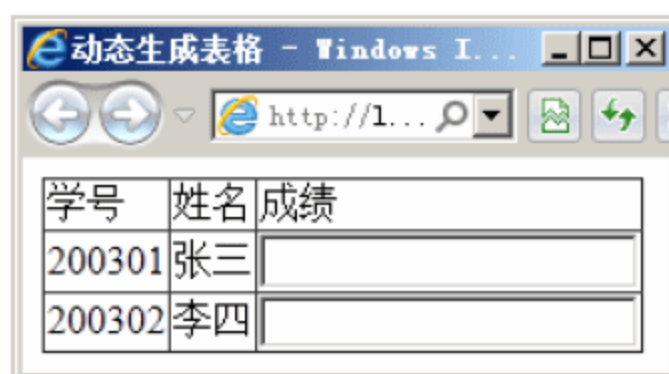 动态生成表格 - Windows I...
http://l...
学号 姓名 成绩
200301 张三
200302 李四